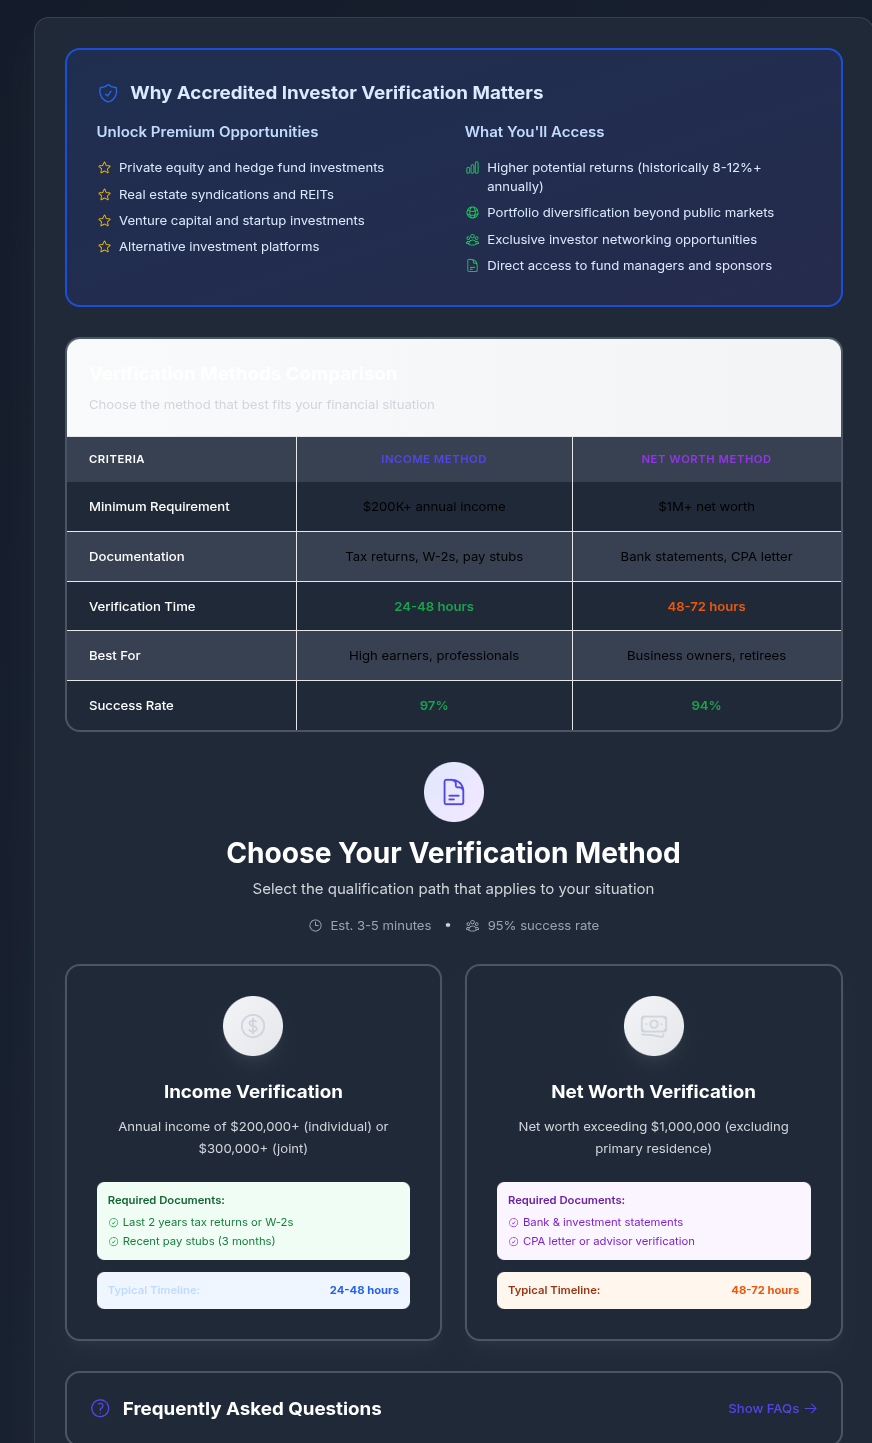 Why Accredited Investor Verification Matters
Unlock Premium Opportunities
Private equity and hedge fund investments
Real estate syndications and REITs
Venture capital and startup investments
Alternative investment platforms
What You'll Access
Higher potential returns (historically 8-12%+
annually)
Portfolio diversification beyond public markets
Exclusive investor networking opportunities
Direct access to fund managers and sponsors
Verification Methods Comparison
Choose the method that best fits your financial situation
CRITERIA INCOME METHOD NET WORTH METHOD
Minimum Requirement $200K+ annual income $1M+ net worth
Documentation Tax returns, W-2s, pay stubs Bank statements, CPA letter
Verification Time 24-48 hours 48-72 hours
Best For High earners, professionals Business owners, retirees
Success Rate 97% 94%
Choose Your Verification Method
Select the qualification path that applies to your situation
Est. 3-5 minutes • 95% success rate
Income Verification
Annual income of $200,000+ (individual) or
$300,000+ (joint)
Required Documents:
Last 2 years tax returns or W-2s
Recent pay stubs (3 months)
Typical Timeline: 24-48 hours
Net Worth Verification
Net worth exceeding $1,000,000 (excluding
primary residence)
Required Documents:
Bank & investment statements
CPA letter or advisor verification
Typical Timeline: 48-72 hours
Frequently Asked Questions
Show FAQs →